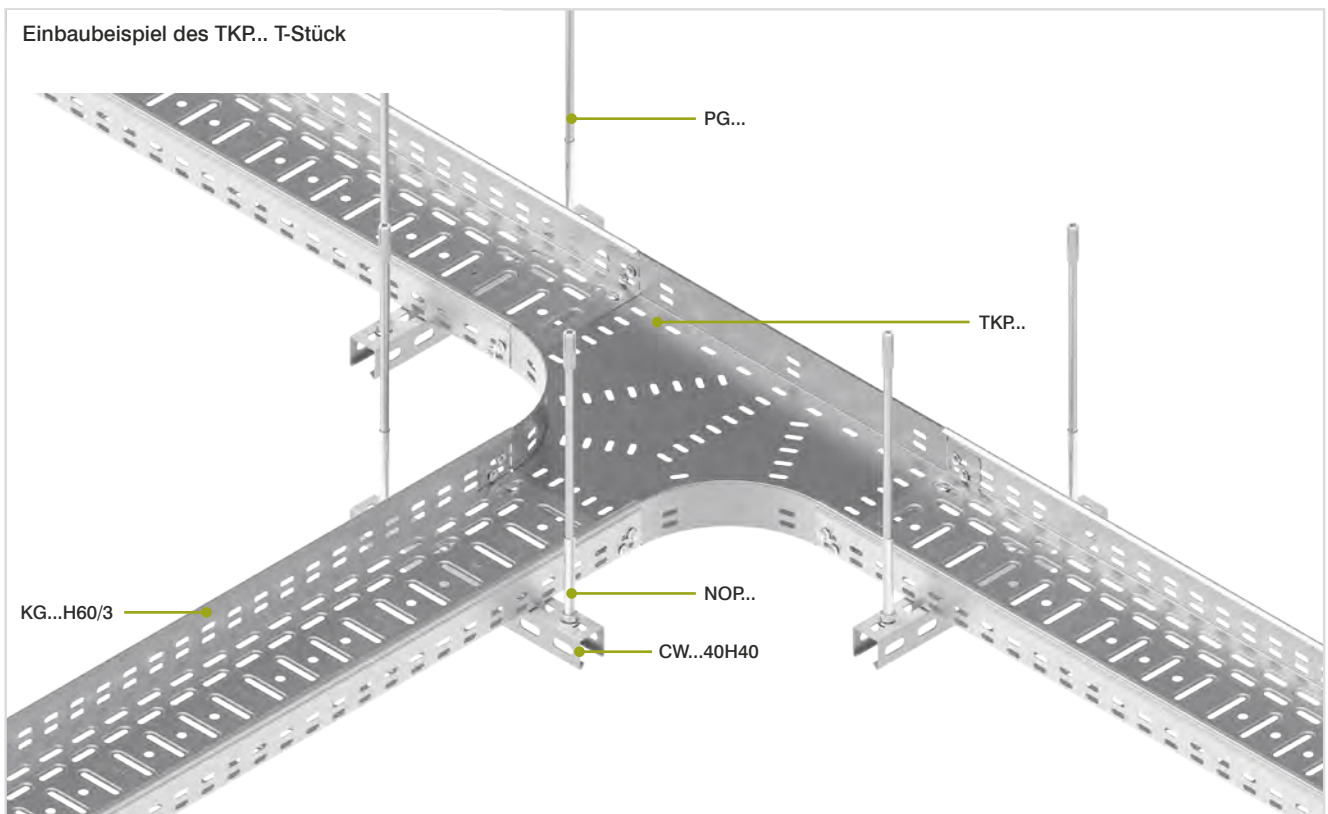 Einbaubeispiel des TKP... T-Stück
PG...
TKP...
NOP...
KG...H60/3
CW...40H40